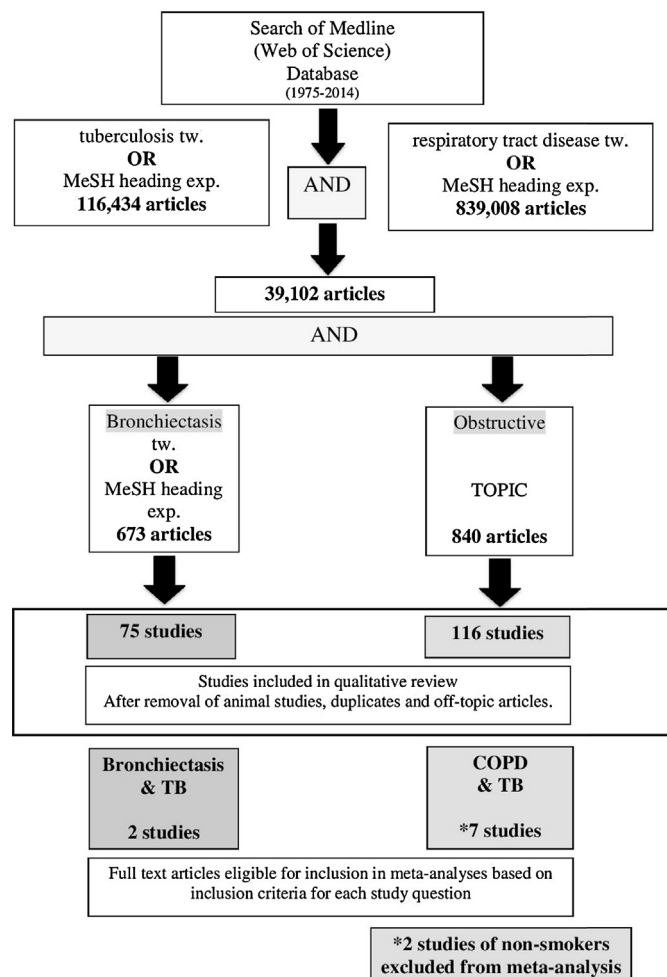 Search of Medline
(Web of Science)
Database
(1975-2014)
tuberculosis tw.
OR
MeSH heading exp.
116,434 articles
AND
respiratory tract disease tw.
OR
MeSH heading exp.
839,008 articles
39,102 articles
AND
Bronchiectasis
tw.
OR
MeSH heading
exp.
673 articles
Obstructive
TOPIC
840 articles
75 studies
116 studies
Studies included in qualitative review
After removal of animal studies, duplicates and off-topic articles.
Bronchiectasis
& TB
2 studies
COPD
& TB
*7 studies
Full text articles eligible for inclusion in meta-analyses based on
inclusion criteria for each study question
*2 studies of non-smokers
excluded from meta-analysis